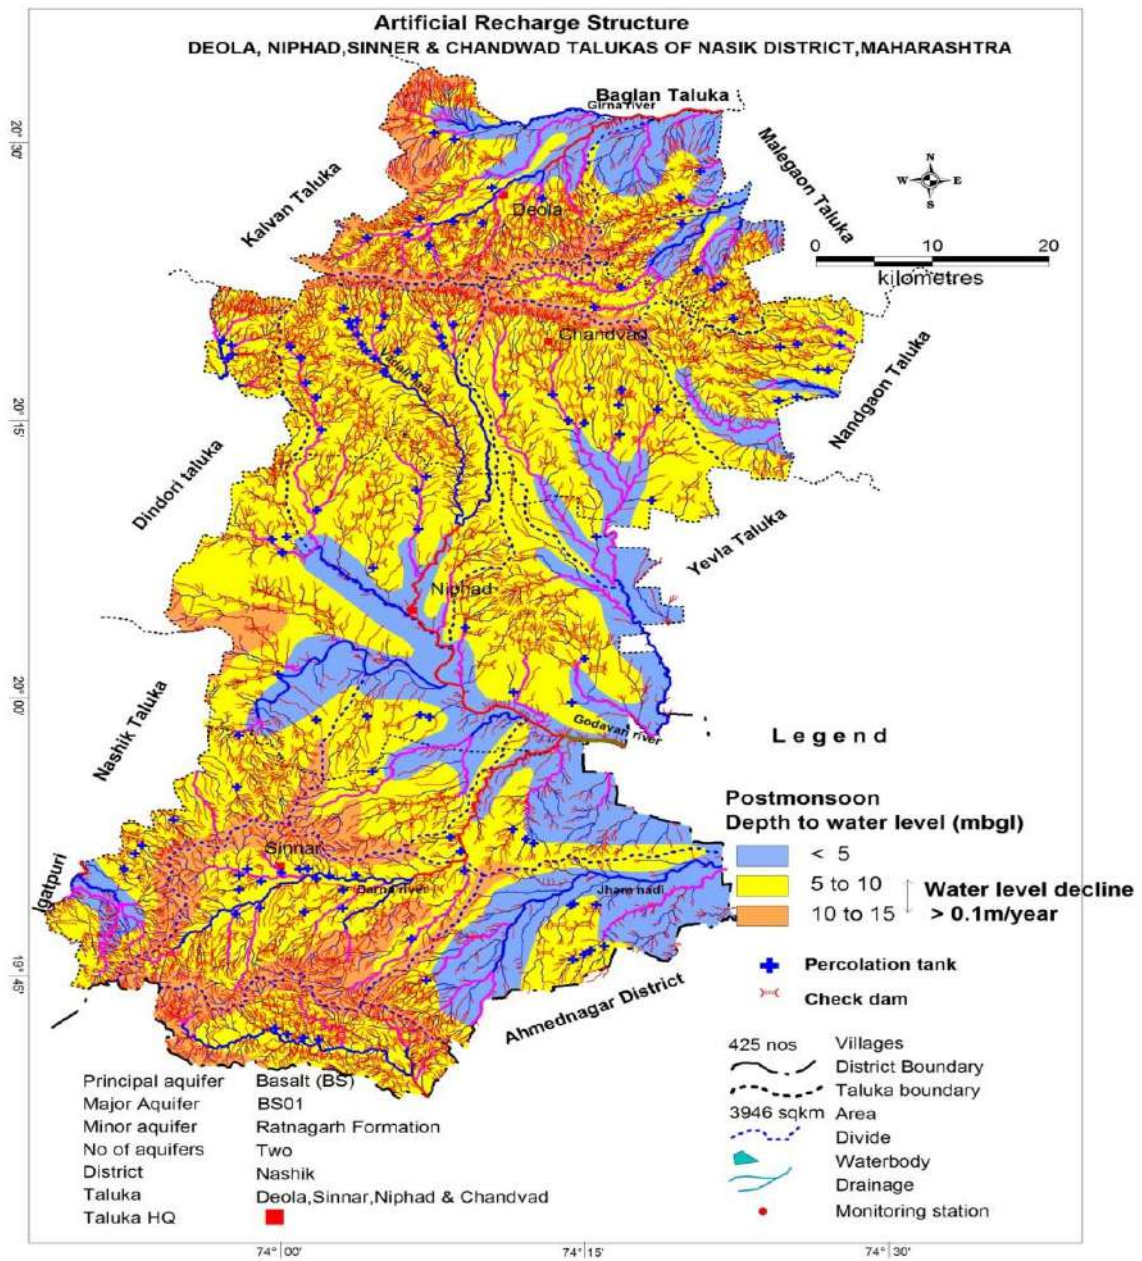 Artificial Recharge Structure
DEOLA, NIPHAD,SINNER & CHANDWAD TALUKAS OF NASIK DISTRICT,MAHARASHTRA
Baglan Taluka
Girna river
Malegaon Taluka
N
W E
S
Kalvan Taluka
Deola
0 10 20
kilometres
20° 30'
Chandvad
Nandgaon Taluka
20° 15'
Dindori taluka
Yevla Taluka
Niphad
20° 00'
Nashik Taluka
Godavari river
Legend
Postmonsoon
Depth to water level (mbgl)
< 5
5 to 10
10 to 15
Water level decline
> 0.1m/year
Igatpuri
Sinnar
Darna river
Jham nadi
19° 45'
Ahmednagar District
Percolation tank
Check dam
425 nos Villages
District Boundary
Taluka boundary
3946 sqkm Area
Divide
Waterbody
Drainage
Monitoring station
Principal aquifer Basalt (BS)
Major Aquifer BS01
Minor aquifer Ratnagarh Formation
No of aquifers Two
District Nashik
Taluka Deola,Sinnar,Niphad & Chandvad
Taluka HQ
74° 00' 74° 15' 74° 30'